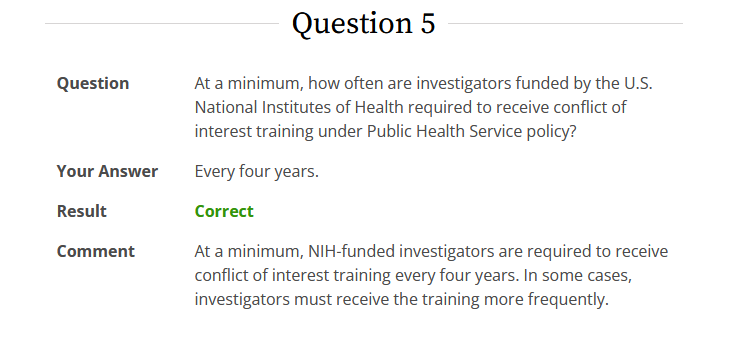 Question 5
Question
At a minimum, how often are investigators funded by the U.S.
National Institutes of Health required to receive conflict of
interest training under Public Health Service policy?
Your Answer
Every four years.
Result
Correct
Comment
At a minimum, NIH-funded investigators are required to receive
conflict of interest training every four years. In some cases,
investigators must receive the training more frequently.